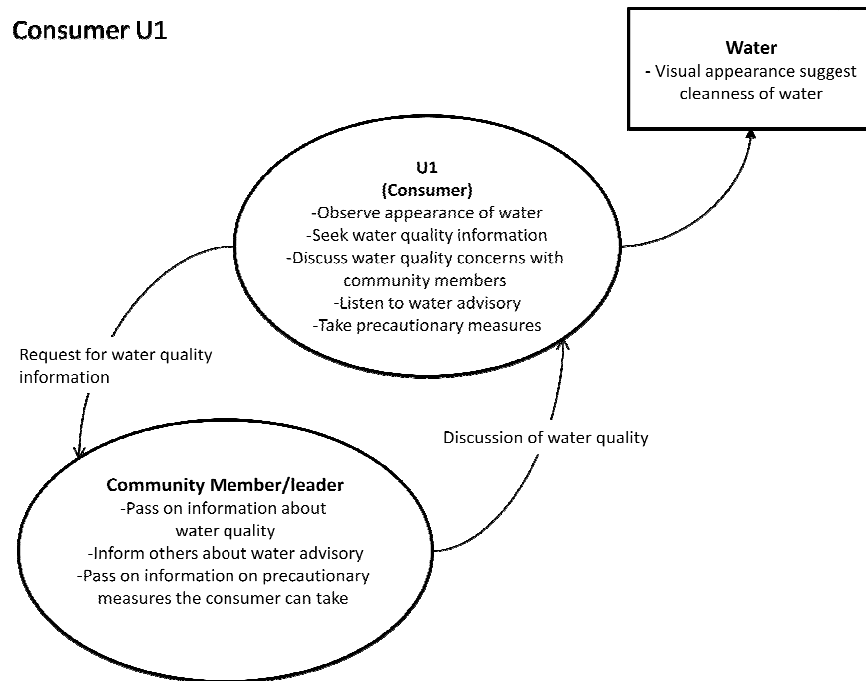 Consumer U1
Water
- Visual appearance suggest
cleanness of water
U1
(Consumer)
-Observe appearance of water
-Seek water quality information
-Discuss water quality concerns with
community members
-Listen to water advisory
-Take precautionary measures
Request for water quality
information
Discussion of water quality
Community Member/leader
-Pass on information about
water quality
-Inform others about water advisory
-Pass on information on precautionary
measures the consumer can take